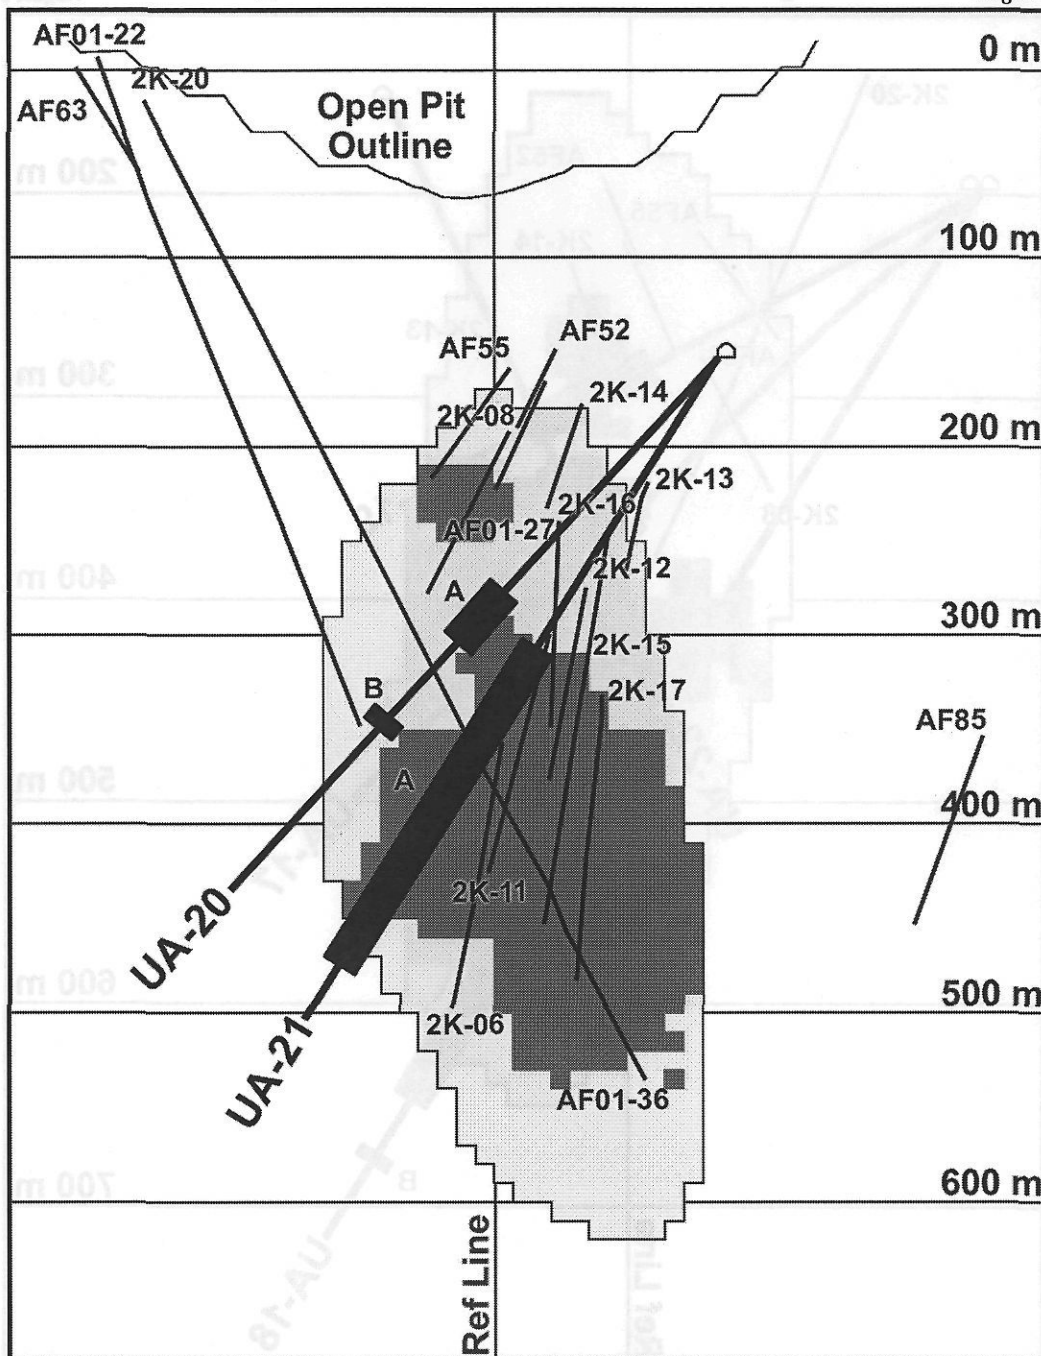 AF01-22
0 m
2K-20
AF63
Open Pit
Outline
100 m
AF52
AF55
2K-14
2K-08
200 m
2K-13
2K-16
AF01-27
2K-12
A
300 m
2K-15
B
2K-17
AF85
A
400 m
2K-11
UA-20
500 m
2K-06
UA-21
AF01-36
600 m
Ref Line